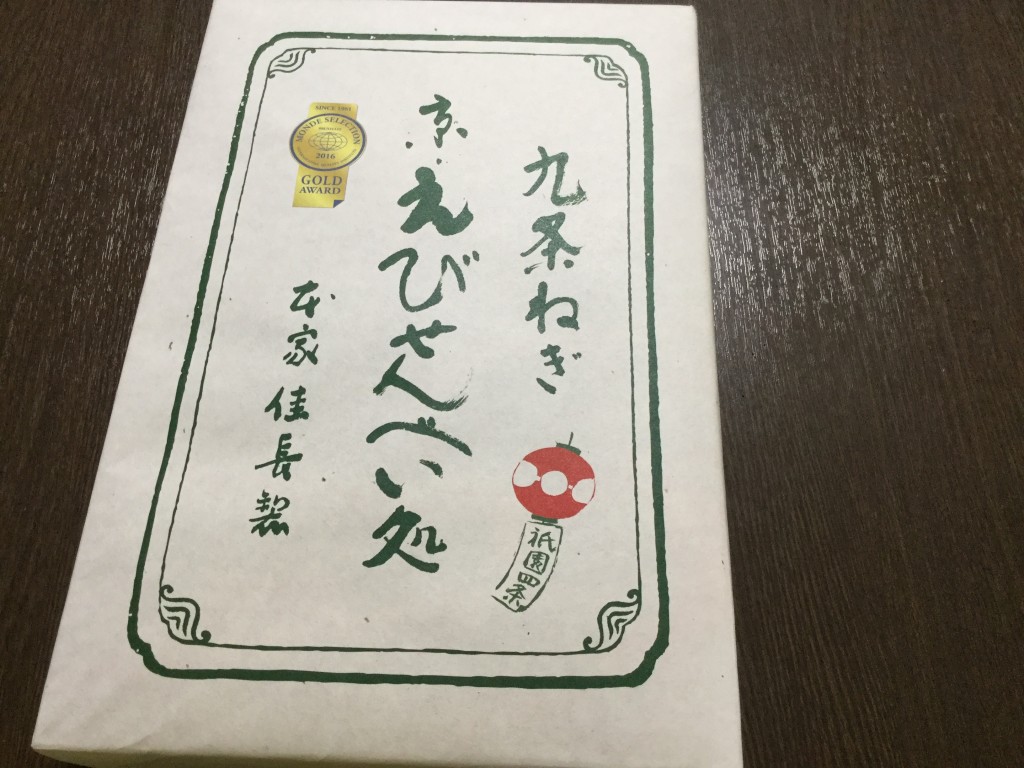 九条ねぎ
京・えびせんべい処
本家佳長製
祇園四条
SINCE 1961
MONDE SELECTION
2016
GOLD
AWARD